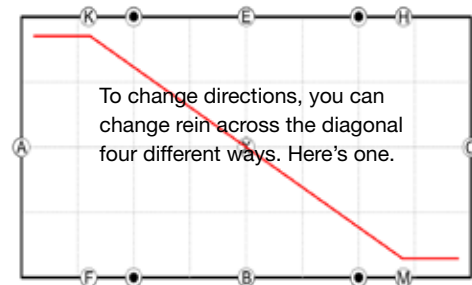 K E H
To change directions, you can
change rein across the diagonal
A X C
four different ways. Here’s one.
F B M